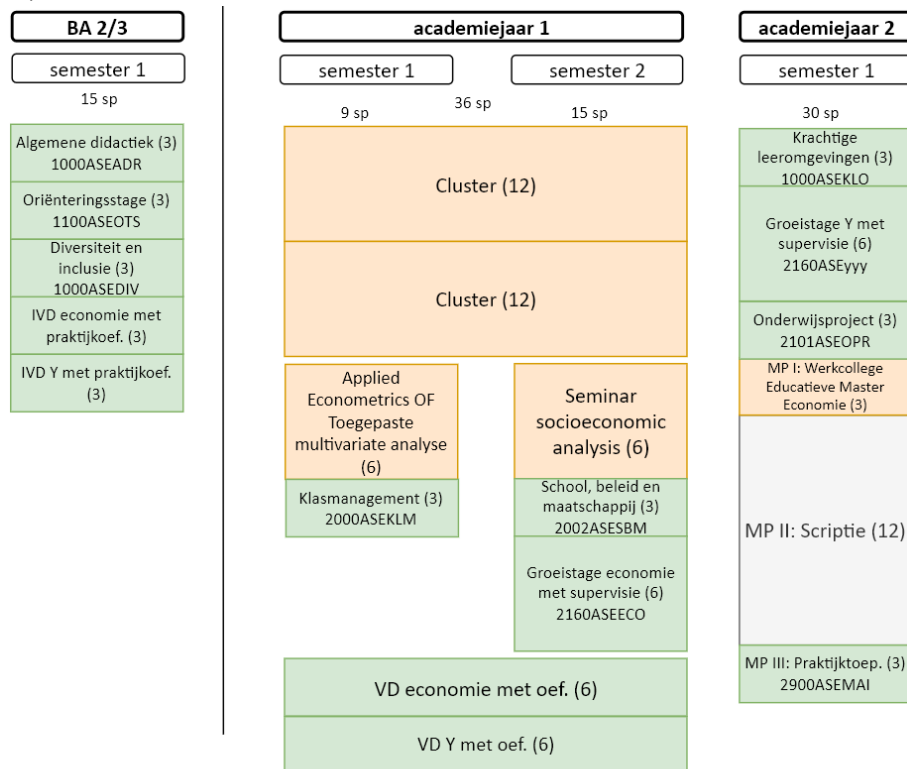 BA 2/3
semester 1
15 sp
Algemene didactiek (3)
1000ASEADR
Oriënteringsstage (3)
1100ASEOTS
Diversiteit en
inclusie (3)
1000ASEDIV
IVD economie met
praktijkoef. (3)
IVD Y met praktijkoef.
(3)
academiejaar 1
semester 1
semester 2
9 sp
36 sp
15 sp
Cluster (12)
Cluster (12)
Applied
Econometrics OF
Toegepaste
multivariate analyse
(6)
Klasmanagement (3)
2000ASEKLM
Seminar
socioeconomic
analysis (6)
School, beleid en
maatschappij (3)
2002ASESBM
Groeistage economie
met supervisie (6)
2160ASEECO
VD economie met oef. (6)
VD Y met oef. (6)
academiejaar 2
semester 1
30 sp
Krachtige
leeromgevingen (3)
1000ASEKLO
Groeistage Y met
supervisie (6)
2160ASEyyy
Onderwijsproject (3)
2101ASEOPR
MP I: Werkcollege
Educatieve Master
Economie (3)
MP II: Scriptie (12)
MP III: Praktijktoep. (3)
2900ASEMAI